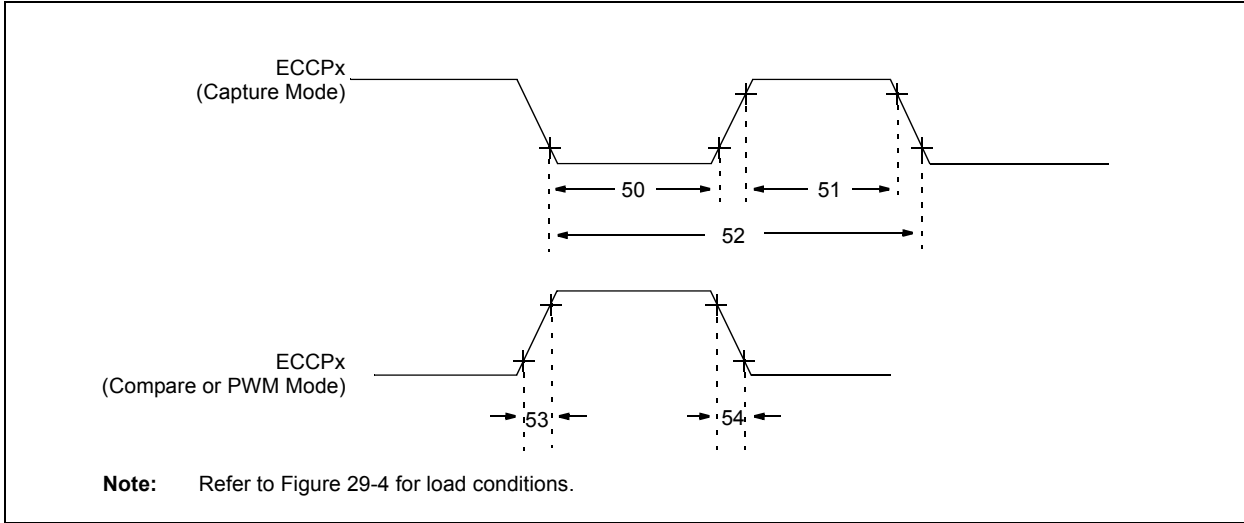 ECCPx
(Capture Mode)
50
51
52
ECCPx
(Compare or PWM Mode)
53
54
Note: Refer to Figure 29-4 for load conditions.